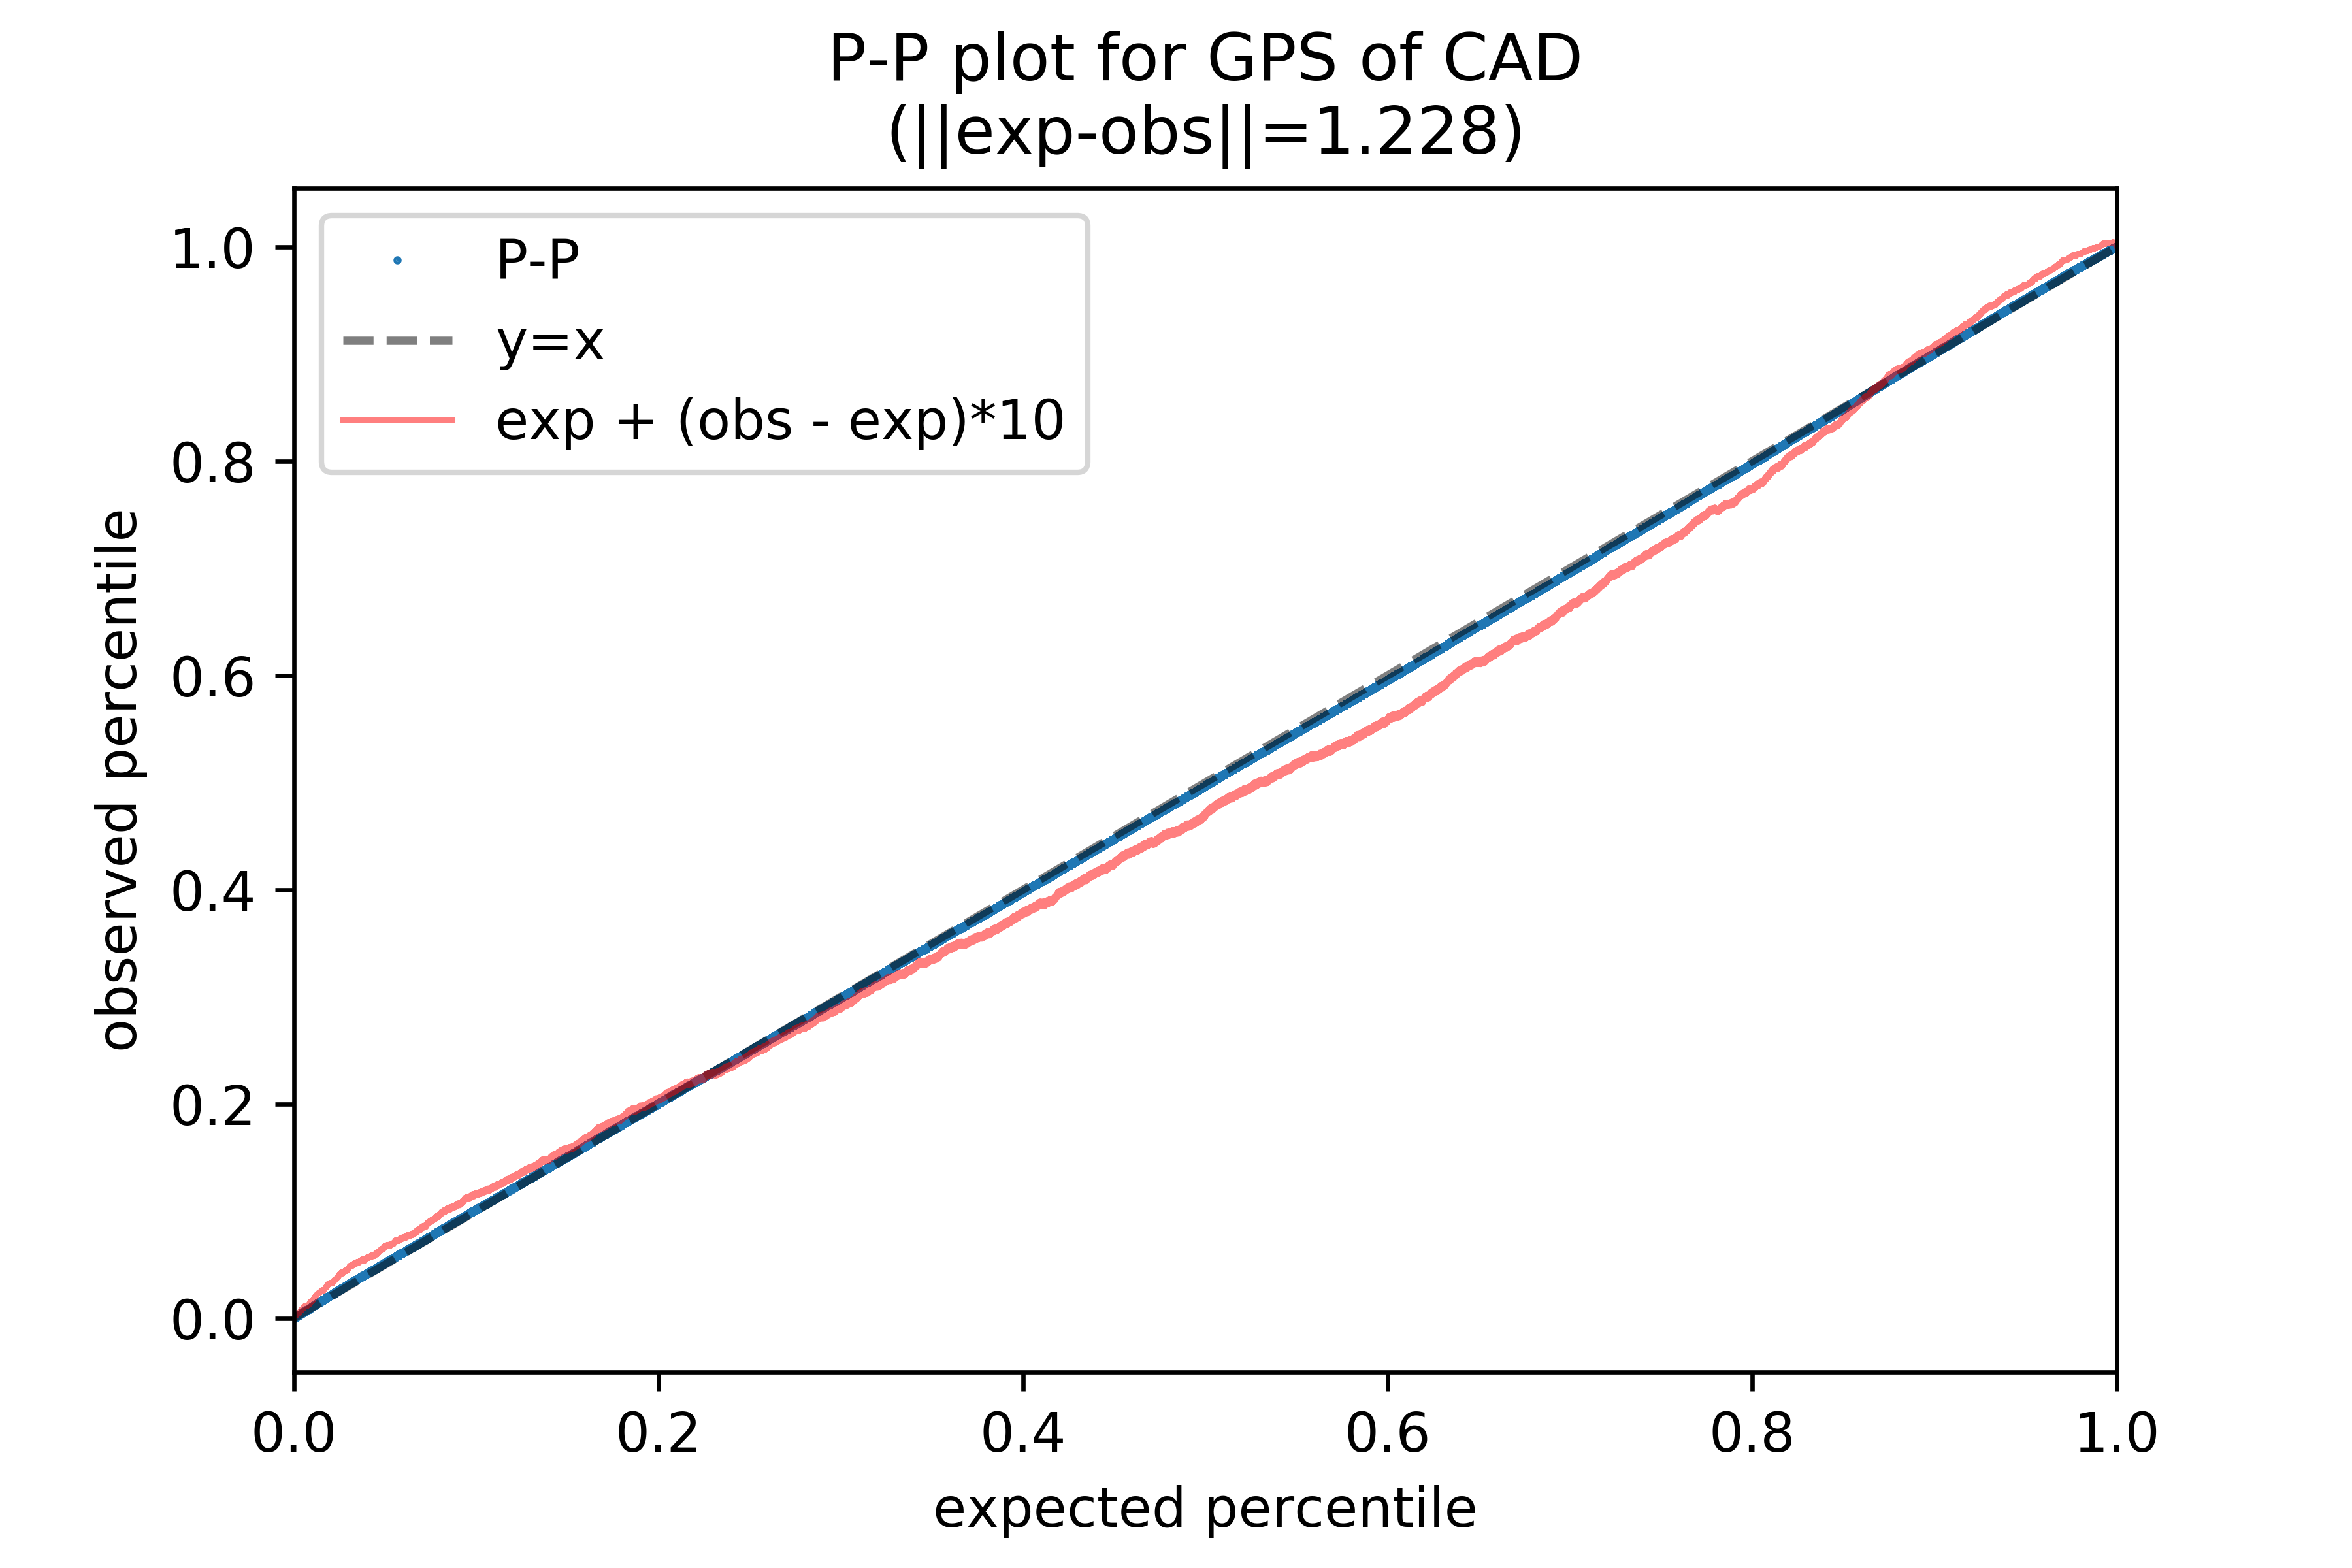 P-P plot for GPS of CAD
(||exp-obs||=1.228)
P-P
y=x
exp + (obs - exp)*10
1.0
0.8
0.6
0.4
0.2
0.0
observed percentile
0.0 0.2 0.4 0.6 0.8 1.0
expected percentile